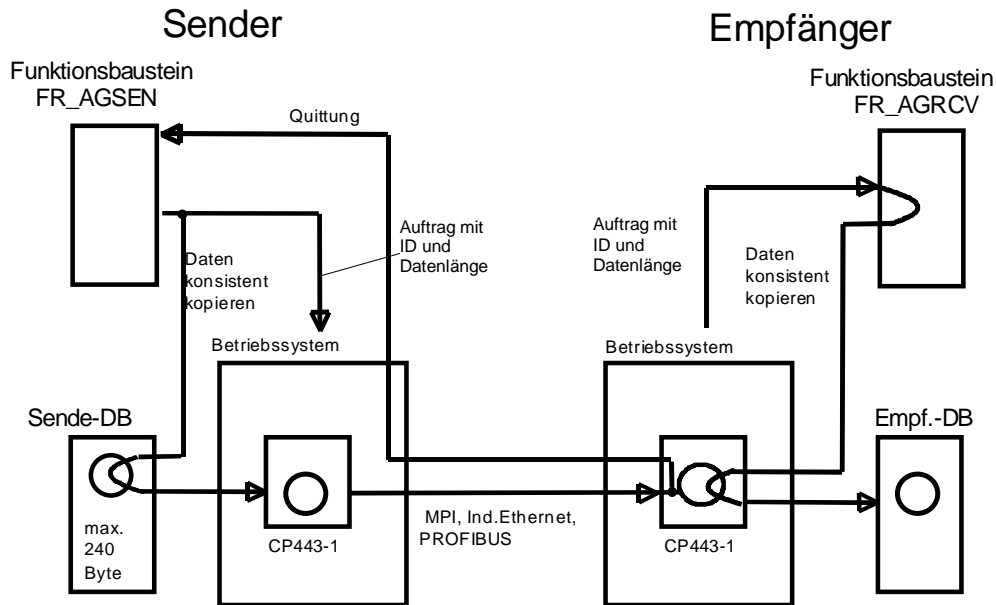 Sender
Empfänger
Funktionsbaustein
FR_AGSEN
Funktionsbaustein
FR_AGRCV
Quittung
Auftrag mit
ID und
Datenlänge
Daten
konsistent
kopieren
Auftrag mit
ID und
Datenlänge
Daten
konsistent
kopieren
Betriebssystem
Betriebssystem
Sende-DB
Empf.-DB
max.
240
Byte
CP443-1
MPI, Ind.Ethernet,
PROFIBUS
CP443-1